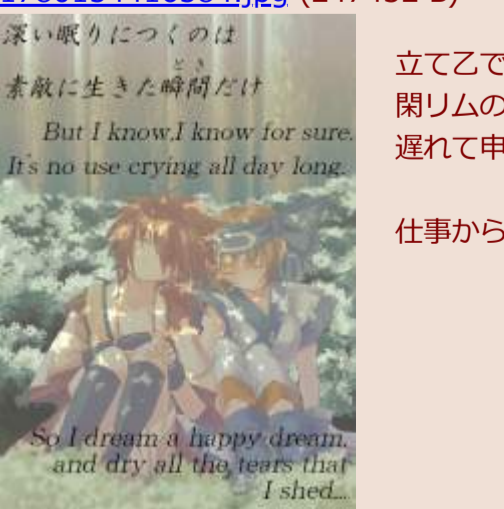 (247432 B)
深い眠りにつくのは
とき
素敵に生きた瞬間だけ
But I know,I know for sure.
It's no use crying all day long.
So I dream a happy dream,
and dry all the tears that
I shed...
立て乙で
閑リムの
遅れて申
仕事から